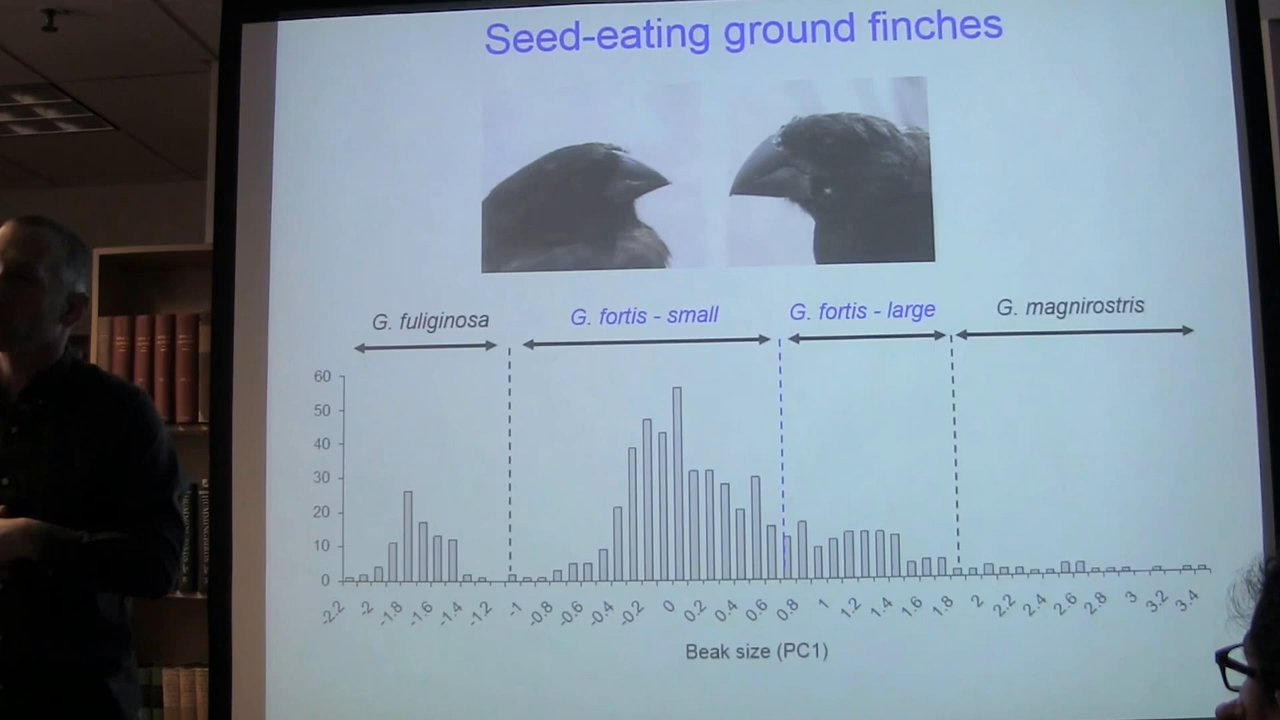 Seed-eating ground finches
G. fuliginosa
G. fortis - small
G. fortis - large
G. magnirostris
60
50
40
30
20
10
0
-2.2 -2 -1.8 -1.6 -1.4 -1.2 -1 -0.8 -0.6 -0.4 -0.2 0 0.2 0.4 0.6 0.8 1 1.2 1.4 1.6 1.8 2 2.2 2.4 2.6 2.8 3 3.2 3.4
Beak size (PC1)